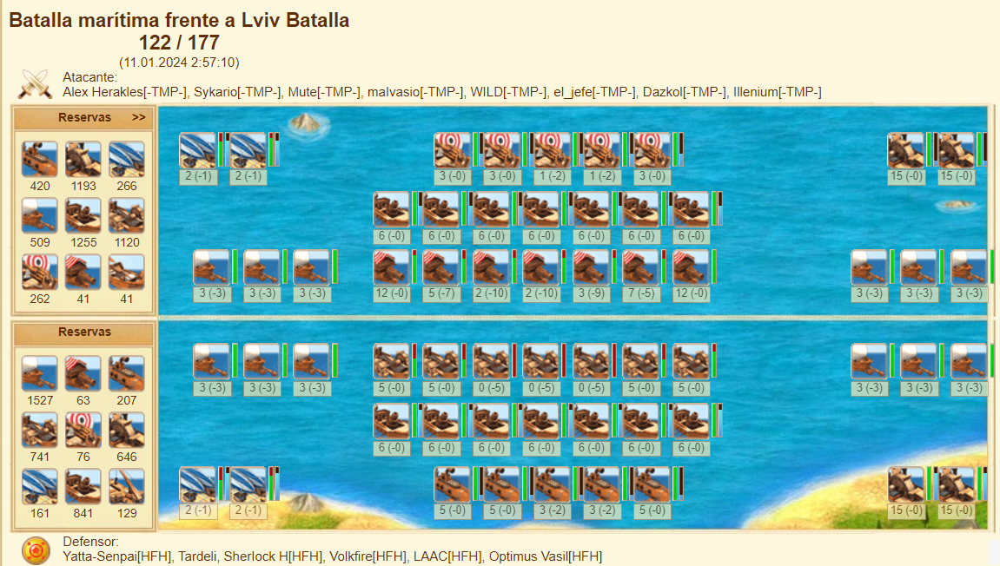 Batalla marítima frente a Lviv Batalla
122 / 177
(11.01.2024 2:57:10)
Atacante:
Alex Herakles[-TMP-], Sykario[-TMP-], Mute[-TMP-], malvasio[-TMP-], WILD[-TMP-], el_jefe[-TMP-], Dazkol[-TMP-], Illenium[-TMP-]
Reservas >>
420 1193 266
509 1255 1120
262 41 41
2 (-1) 2 (-1) 3 (-0) 3 (-0) 1 (-2) 1 (-2) 3 (-0) 15 (-0) 15 (-0)
6 (-0) 6 (-0) 6 (-0) 6 (-0) 6 (-0) 6 (-0) 6 (-0)
3 (-3) 3 (-3) 3 (-3) 12 (-0) 5 (-7) 2 (-10) 2 (-10) 3 (-9) 7 (-5) 12 (-0) 3 (-3) 3 (-3) 3 (-3)
Reservas
1527 63 207
741 76 646
161 841 129
3 (-3) 3 (-3) 3 (-3) 5 (-0) 5 (-0) 0 (-5) 0 (-5) 0 (-5) 5 (-0) 5 (-0) 3 (-3) 3 (-3) 3 (-3)
6 (-0) 6 (-0) 6 (-0) 6 (-0) 6 (-0) 6 (-0) 6 (-0)
2 (-1) 2 (-1) 5 (-0) 5 (-0) 3 (-2) 3 (-2) 5 (-0) 15 (-0) 15 (-0)
Defensor:
Yatta-Senpai[HFH], Tardeli, Sherlock H[HFH], Volkfire[HFH], LAAC[HFH], Optimus Vasil[HFH]